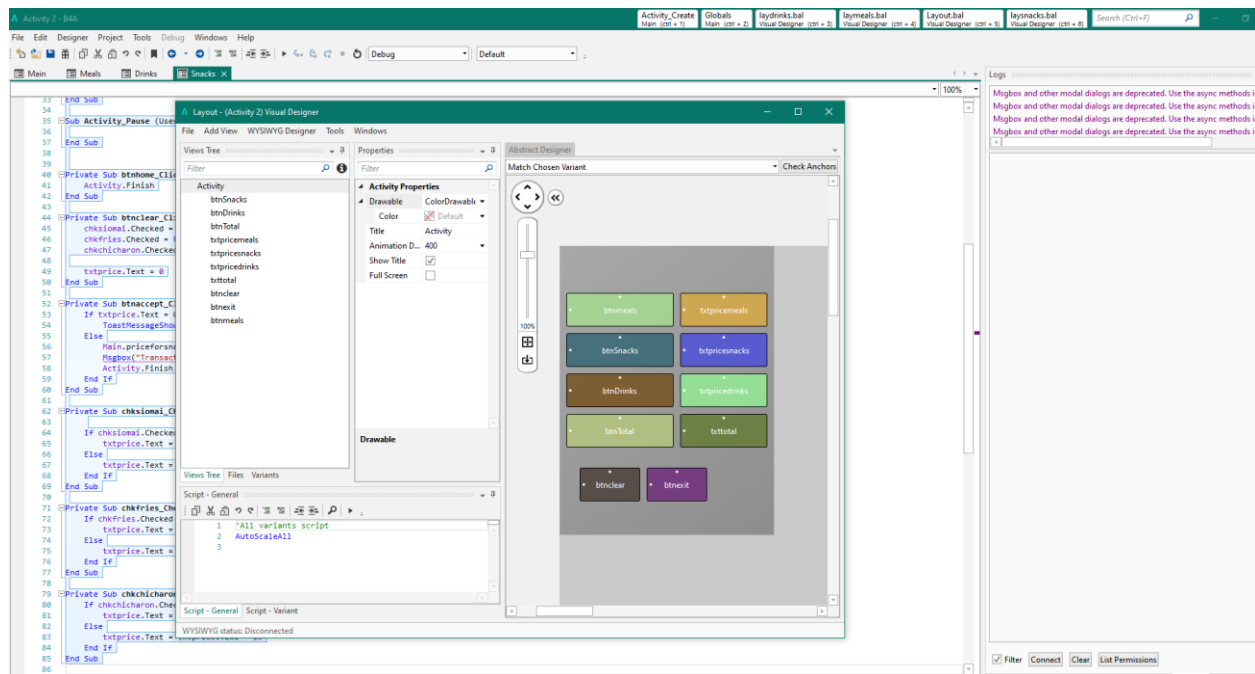 Activity 2 - B4A
Activity_Create Main (ctrl + 1)
Globals Main (ctrl + 2)
laydrinks.bal Visual Designer (ctrl + 3)
laymeals.bal Visual Designer (ctrl + 4)
Layout.bal Visual Designer (ctrl + 5)
laysnacks.bal Visual Designer (ctrl + 6)
Search (Ctrl+F)
File Edit Designer Project Tools Debug Windows Help
Debug Default
Main Meals Drinks Snacks
100%
33 End Sub
34
35 Sub Activity_Pause (User
36
37 End Sub
38
39
40 Private Sub btnhome_Clic
41 Activity.Finish
42 End Sub
43
44 Private Sub btnclear_Cli
45 chksiomai.Checked =
46 chkfries.Checked =
47 chkchicharon.Checked
48
49 txtprice.Text = 0
50 End Sub
51
52 Private Sub btnaccept_C
53 If txtprice.Text = 0
54 ToastMessageShow
55 Else
56 Main.priceforsna
57 Msgbox("Transact
58 Activity.Finish
59 End If
60 End Sub
61
62 Private Sub chksiomai_Ch
63
64 If chksiomai.Checked
65 txtprice.Text =
66 Else
67 txtprice.Text =
68 End If
69 End Sub
70
71 Private Sub chkfries_Che
72 If chkfries.Checked
73 txtprice.Text =
74 Else
75 txtprice.Text =
76 End If
77 End Sub
78
79 Private Sub chkchicharon
80 If chkchicharon.Chec
81 txtprice.Text =
82 Else
83 txtprice.Text =
84 End If
85 End Sub
86
Layout - (Activity 2) Visual Designer
File Add View WYSIWYG Designer Tools Windows
Views Tree
Filter
Activity
btnSnacks
btnDrinks
btnTotal
txtpricemeals
txtpricesnacks
txtpricedrinks
txttotal
btnclear
btnexit
btnmeals
Views Tree Files Variants
Properties
Filter
Activity Properties
Drawable ColorDrawable
Color Default
Title Activity
Animation D... 400
Show Title
Full Screen
Drawable
Script - General
1 'All variants script
2 AutoScaleAll
3
Script - General Script - Variant
WYSIWYG status: Disconnected
Abstract Designer
Match Chosen Variant Check Anchors
100%
btnmeals txtpricemeals
btnSnacks txtpricesnacks
btnDrinks txtpricedrinks
btnTotal txttotal
btnclear btnexit
Logs
Msgbox and other modal dialogs are deprecated. Use the async methods i
Msgbox and other modal dialogs are deprecated. Use the async methods i
Msgbox and other modal dialogs are deprecated. Use the async methods i
Msgbox and other modal dialogs are deprecated. Use the async methods i
Filter Connect Clear List Permissions